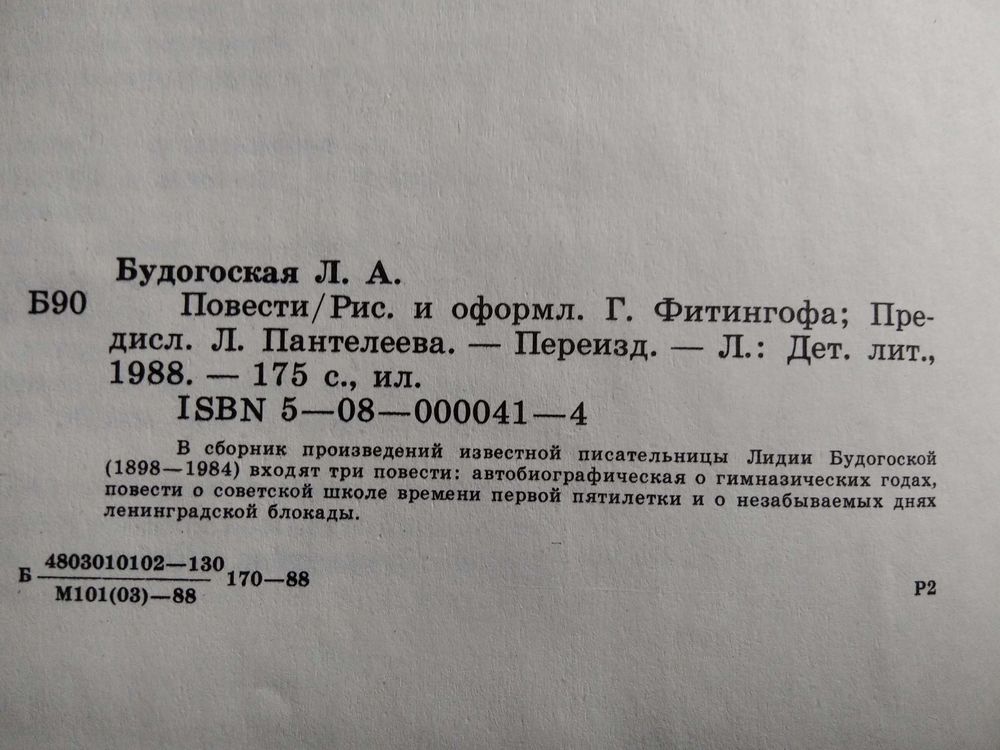 Будогоская Л. А.
Б90 Повести/Рис. и оформл. Г. Фитингофа; Пре-
дисл. Л. Пантелеева. — Переизд. — Л.: Дет. лит.,
1988. — 175 с., ил.
ISBN 5—08—000041—4
В сборник произведений известной писательницы Лидии Будогоской
(1898—1984) входят три повести: автобиографическая о гимназических годах,
повести о советской школе времени первой пятилетки и о незабываемых днях
ленинградской блокады.
4803010102—130
Б 170—88
М101(03)—88
Р2